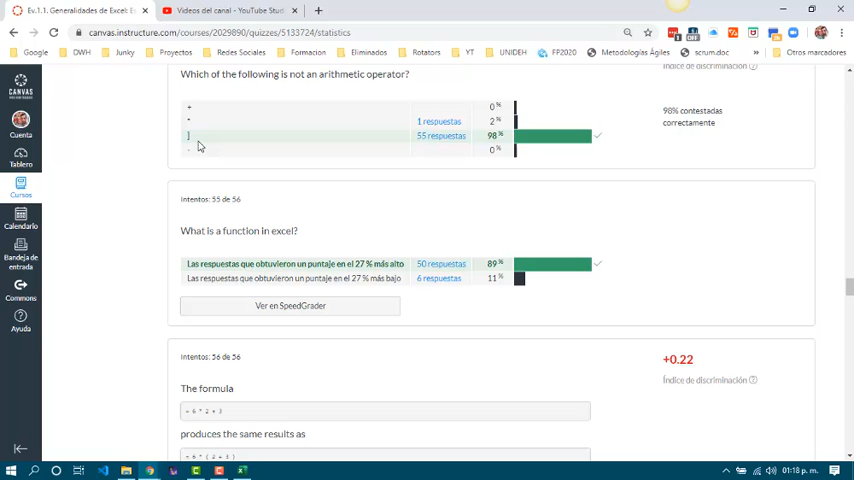 Ev.1.1. Generalidades de Excel: E
Videos del canal - YouTube Stud
canvas.instructure.com/courses/2029890/quizzes/5133724/statistics
Google
DWH
Junky
Proyectos
Redes Sociales
Formacion
Eliminados
Rotators
YT
UNIDEH
FP2020
Metodologías Ágiles
scrum.doc
»
Otros marcadores
Which of the following is not an arithmetic operator?
Índice de discriminación
+ 0 %
* 1 respuestas 2 %
] 55 respuestas 98 %
- 0 %
98% contestadas
correctamente
Intentos: 55 de 56
What is a function in excel?
Las respuestas que obtuvieron un puntaje en el 27 % más alto 50 respuestas 89 %
Las respuestas que obtuvieron un puntaje en el 27 % más bajo 6 respuestas 11 %
Ver en SpeedGrader
Intentos: 56 de 56
+0.22
Índice de discriminación
The formula
= 6 * 2 + 3
produces the same results as
= 6 * ( 2 + 3 )
CANVAS
Cuenta
Tablero
Cursos
Calendario
Bandeja de
entrada
Commons
Ayuda
01:18 p. m.